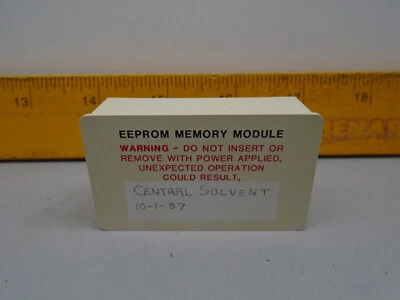 13 14 15 16 17 18
EEPROM MEMORY MODULE
WARNING - DO NOT INSERT OR
REMOVE WITH POWER APPLIED,
UNEXPECTED OPERATION
COULD RESULT.
CENTRAL SOLVENT
10-1-87